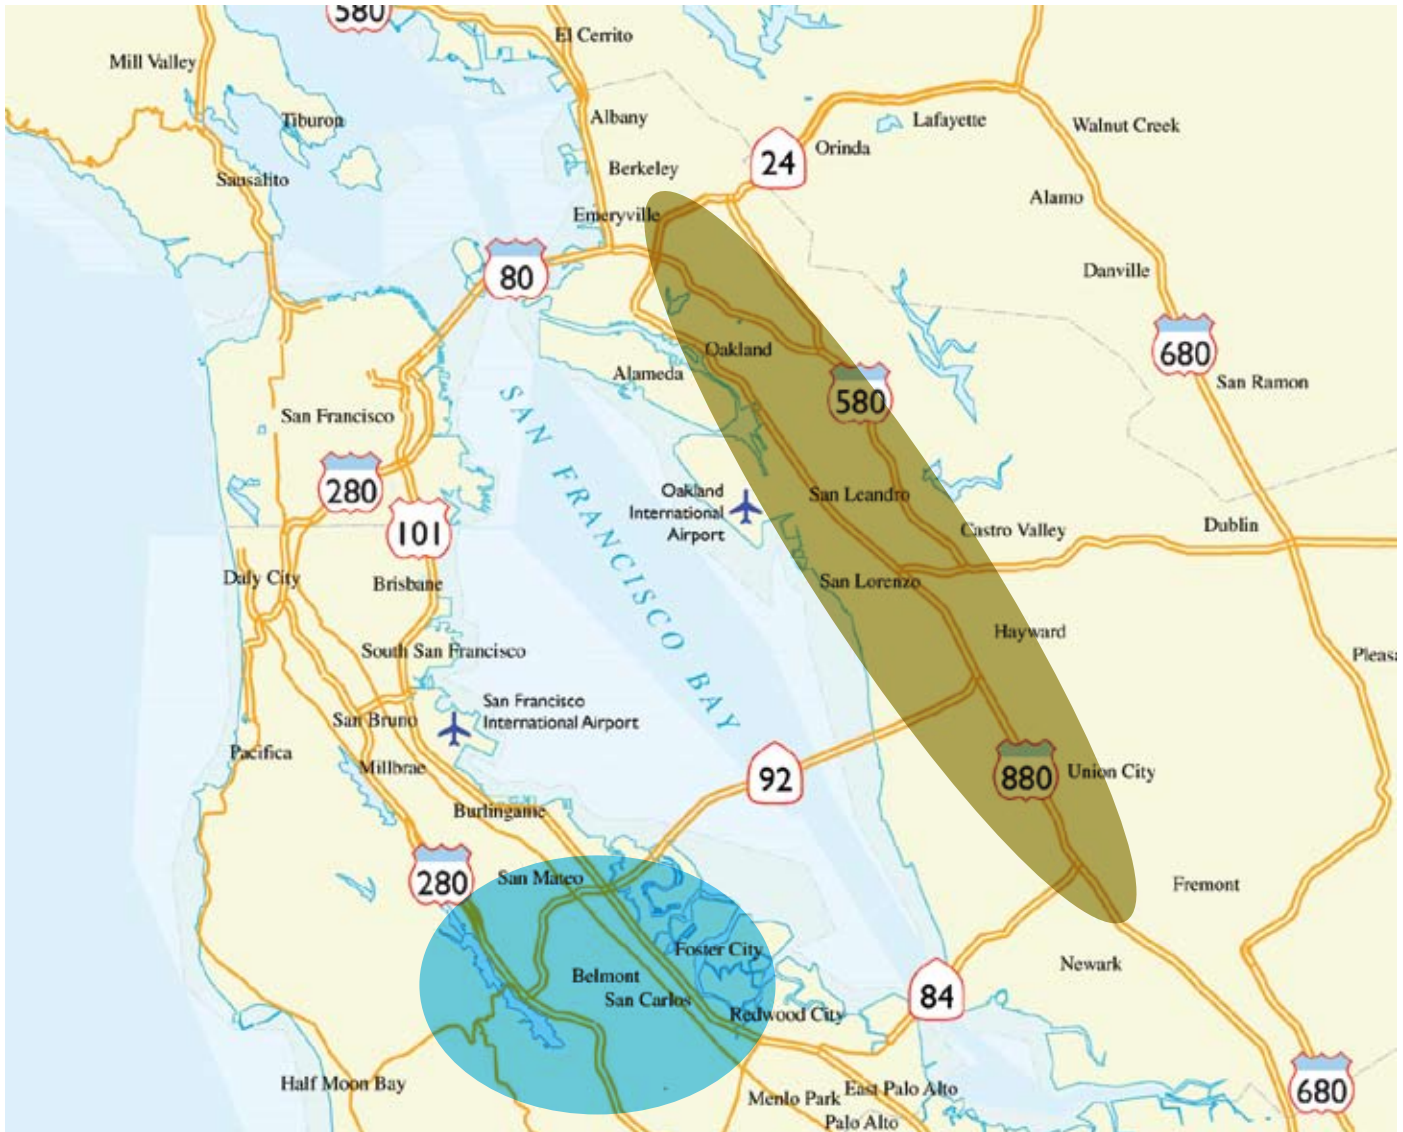 580
El Cerrito
Mill Valley
Albany
Tiburon
Lafayette
Walnut Creek
Orinda
24
Berkeley
Sausalito
Alamo
Emeryville
80
Danville
Oakland
680
Alameda
San Ramon
580
San Francisco
SAN FRANCISCO BAY
280
Oakland
International
Airport
San Leandro
101
Castro Valley
Dublin
Daly City
Brisbane
San Lorenzo
Hayward
South San Francisco
Pleas
San Francisco
International Airport
San Bruno
Pacifica
Millbrae
92
880
Union City
Burlingame
280
San Mateo
Fremont
Foster City
Newark
Belmont
San Carlos
84
Redwood City
Half Moon Bay
Menlo Park
East Palo Alto
680
Palo Alto